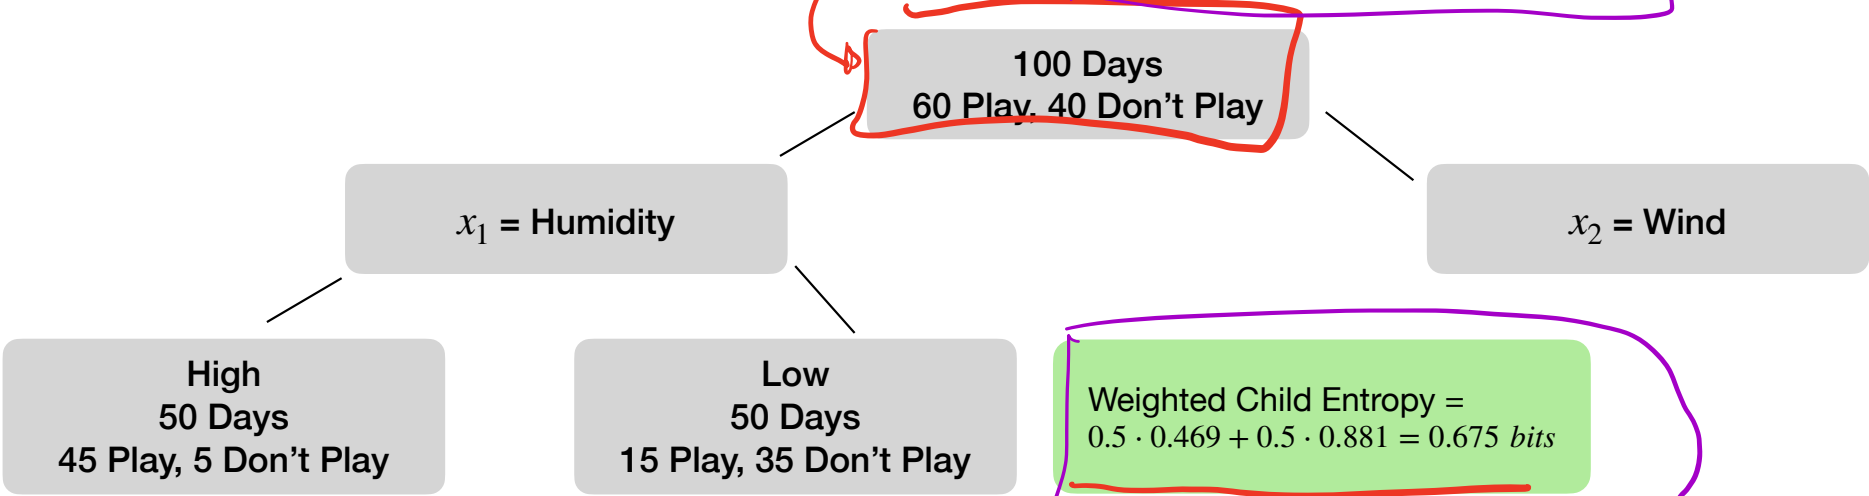 100 Days
60 Play, 40 Don’t Play
x₁ = Humidity
x₂ = Wind
High
50 Days
45 Play, 5 Don’t Play
Low
50 Days
15 Play, 35 Don’t Play
Weighted Child Entropy =
0.5 · 0.469 + 0.5 · 0.881 = 0.675 bits